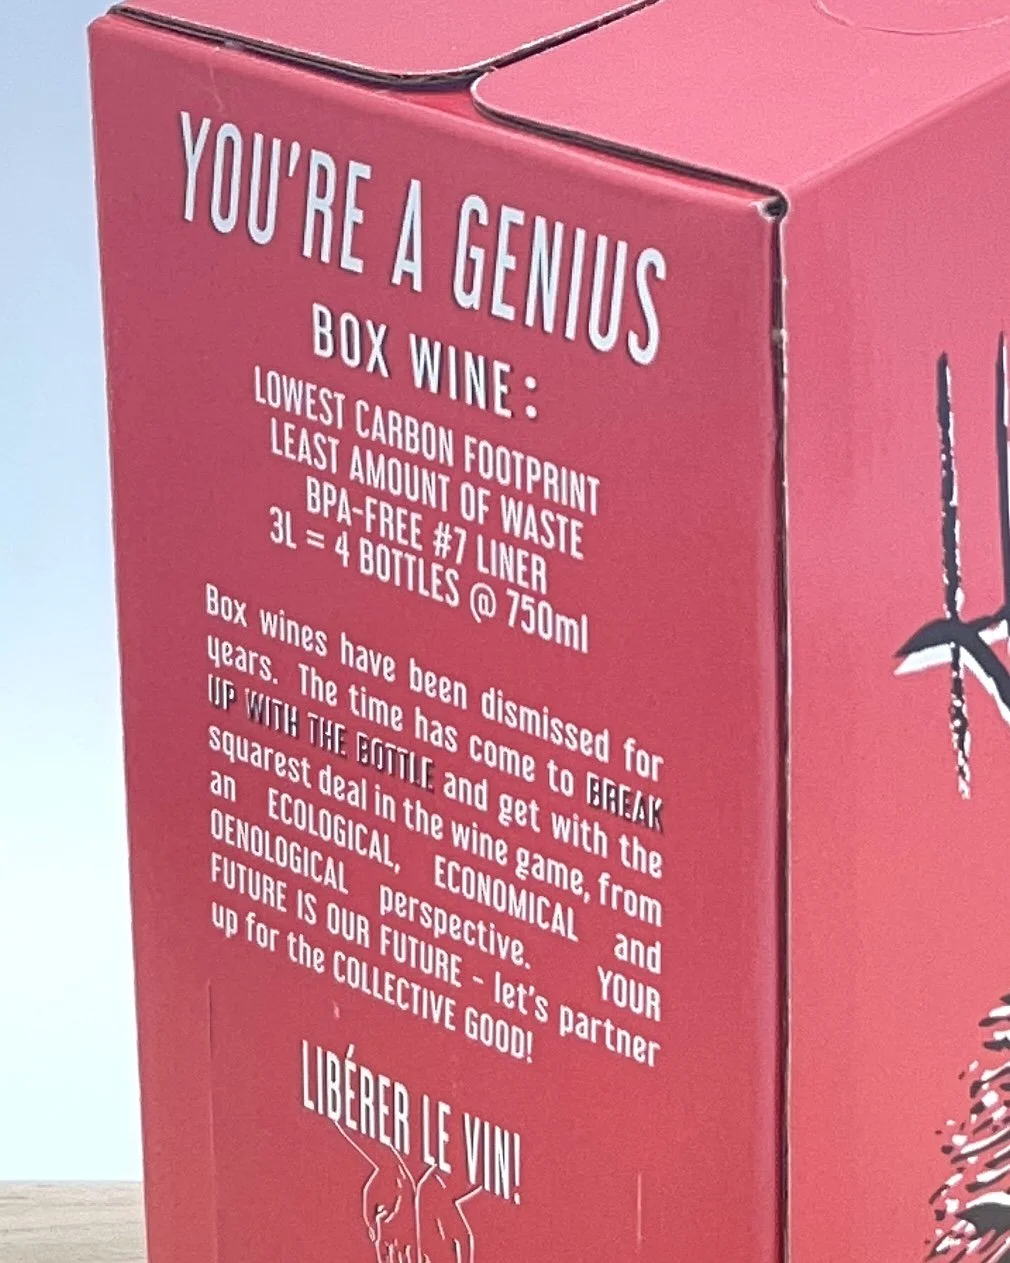 YOU'RE A GENIUS
BOX WINE:
LOWEST CARBON FOOTPRINT
LEAST AMOUNT OF WASTE
BPA-FREE #7 LINER
3L = 4 BOTTLES @ 750ml
Box wines have been dismissed for
years. The time has come to BREAK
UP WITH THE BOTTLE and get with the
squarest deal in the wine game, from
an ECOLOGICAL, ECONOMICAL and
OENOLOGICAL perspective. YOUR
FUTURE IS OUR FUTURE - let's partner
up for the COLLECTIVE GOOD!
LIBÉRER LE VIN!